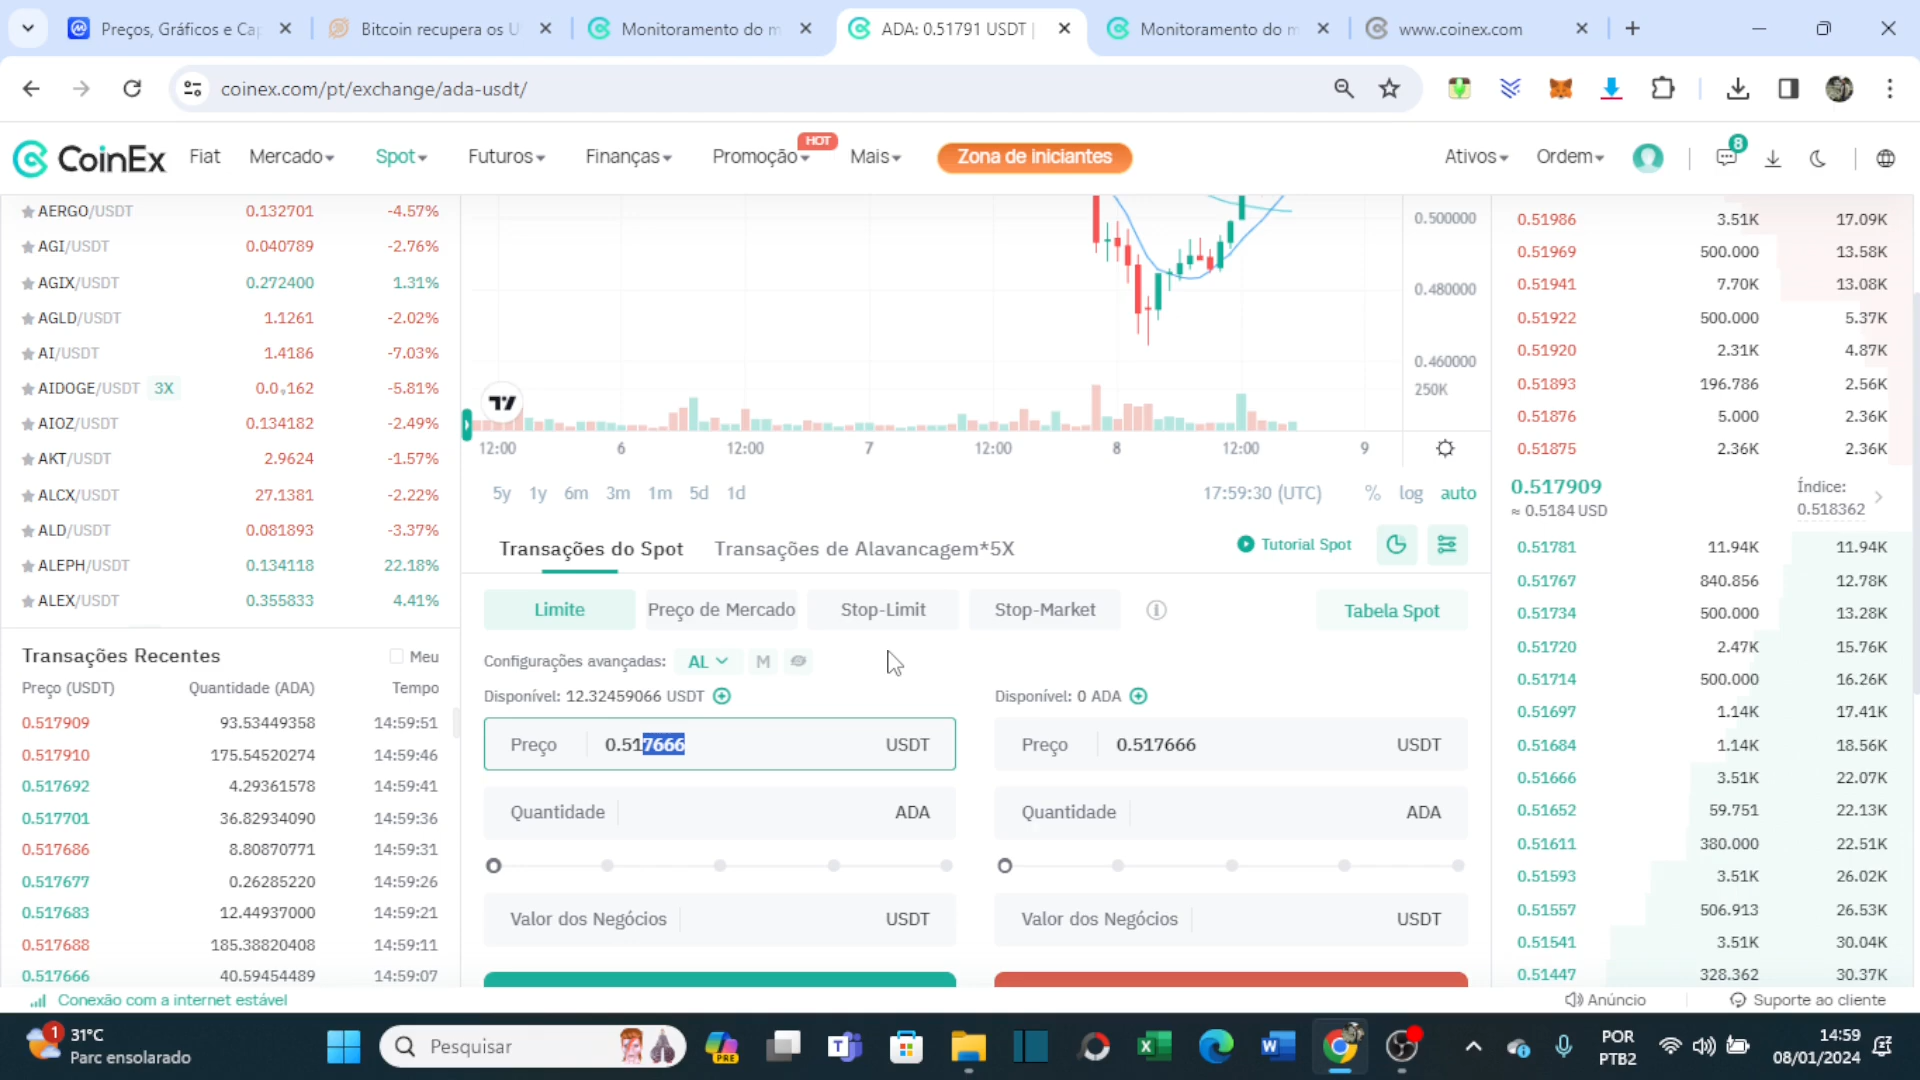 Preços, Gráficos e Cap
Bitcoin recupera os U
Monitoramento do m
ADA: 0.51791 USDT |
Monitoramento do m
www.coinex.com
coinex.com/pt/exchange/ada-usdt/
CoinEx
Fiat
Mercado
Spot
Futuros
Finanças
Promoção
HOT
Mais
Zona de iniciantes
Ativos
Ordem
8
AERGO/USDT 0.132701 -4.57%
AGI/USDT 0.040789 -2.76%
AGIX/USDT 0.272400 1.31%
AGLD/USDT 1.1261 -2.02%
AI/USDT 1.4186 -7.03%
AIDOGE/USDT 3X -5.81%
AIOZ/USDT 0.134182 -2.49%
AKT/USDT 2.9624 -1.57%
ALCX/USDT 27.1381 -2.22%
ALD/USDT 0.081893 -3.37%
ALEPH/USDT 0.134118 22.18%
ALEX/USDT 0.355833 4.41%
Transações Recentes
Meu
Preço (USDT) Quantidade (ADA) Tempo
0.517909 93.53449358 14:59:51
0.517910 175.54520274 14:59:46
0.517692 4.29361578 14:59:41
0.517701 36.82934090 14:59:36
0.517686 8.80870771 14:59:31
0.517677 0.26285220 14:59:26
0.517683 12.44937000 14:59:21
0.517688 185.38820408 14:59:11
0.517666 40.59454489 14:59:07
0.500000
0.480000
0.460000
250K
12:00 6 12:00 7 12:00 8 12:00 9
5y 1y 6m 3m 1m 5d 1d
17:59:30 (UTC) % log auto
Transações do Spot
Transações de Alavancagem*5X
Tutorial Spot
Limite
Preço de Mercado
Stop-Limit
Stop-Market
Tabela Spot
Configurações avançadas: AL M
Disponível: 12.32459066 USDT
Preço 0.517666 USDT
Quantidade ADA
Valor dos Negócios USDT
Disponível: 0 ADA
Preço 0.517666 USDT
Quantidade ADA
Valor dos Negócios USDT
0.51986 3.51K 17.09K
0.51969 500.000 13.58K
0.51941 7.70K 13.08K
0.51922 500.000 5.37K
0.51920 2.31K 4.87K
0.51893 196.786 2.56K
0.51876 5.000 2.36K
0.51875 2.36K 2.36K
0.517909
≈ 0.5184 USD
Índice:
0.518362
0.51781 11.94K 11.94K
0.51767 840.856 12.78K
0.51734 500.000 13.28K
0.51720 2.47K 15.76K
0.51714 500.000 16.26K
0.51697 1.14K 17.41K
0.51684 1.14K 18.56K
0.51666 3.51K 22.07K
0.51652 59.751 22.13K
0.51611 380.000 22.51K
0.51593 3.51K 26.02K
0.51557 506.913 26.53K
0.51541 3.51K 30.04K
0.51447 328.362 30.37K
Conexão com a internet estável
Anúncio
Suporte ao cliente
1
31°C
Parc ensolarado
Pesquisar
PRE
POR
PTB2
14:59
08/01/2024